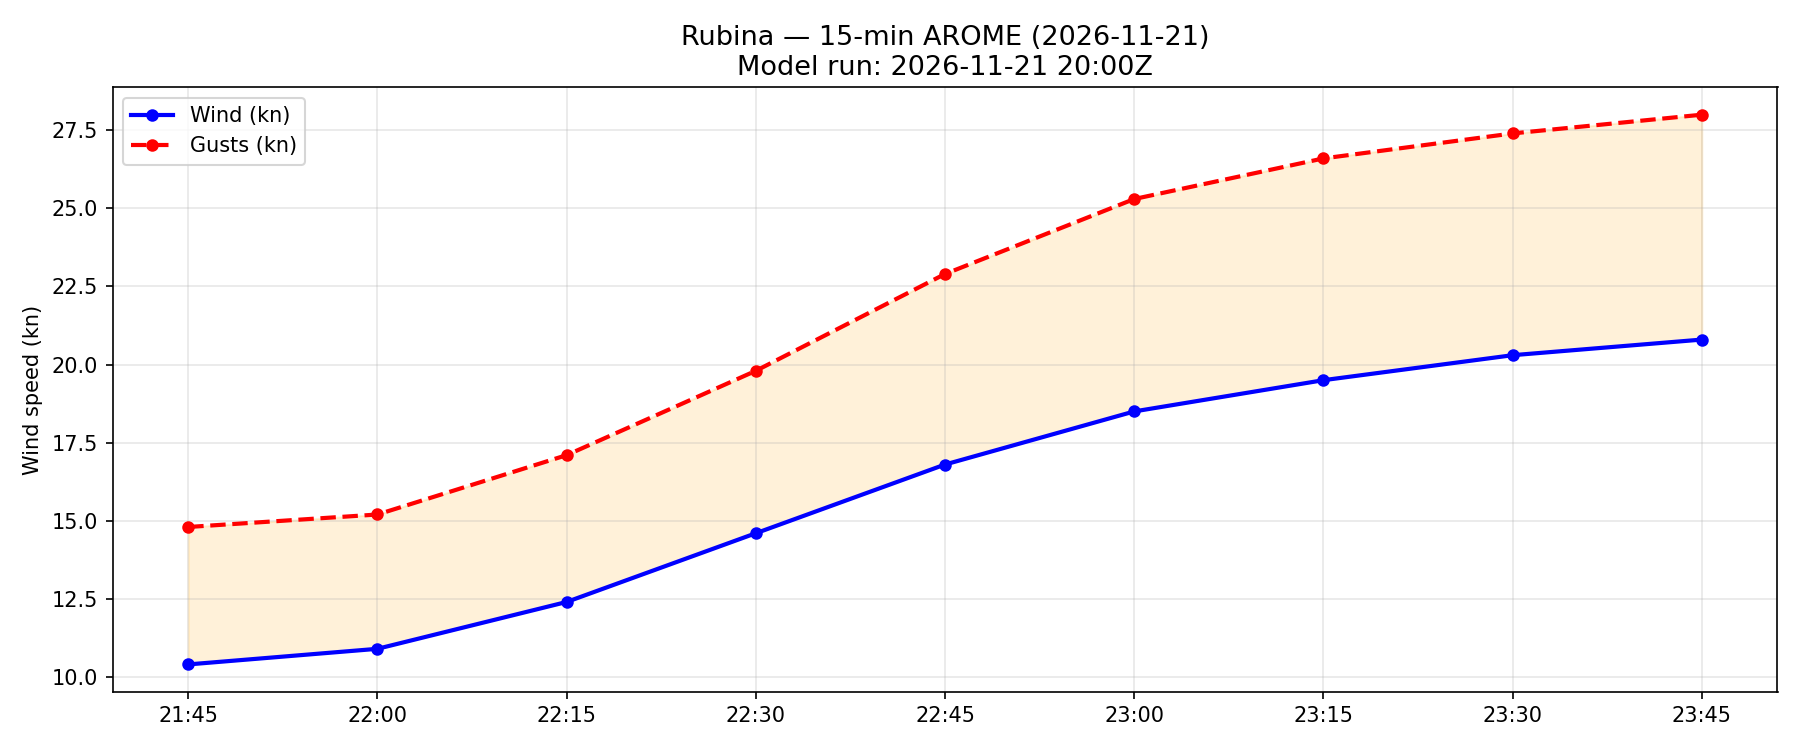 Rubina — 15-min AROME (2026-11-21)
Model run: 2026-11-21 20:00Z
Wind (kn)
Gusts (kn)
Wind speed (kn)
27.5
25.0
22.5
20.0
17.5
15.0
12.5
10.0
21:45 22:00 22:15 22:30 22:45 23:00 23:15 23:30 23:45